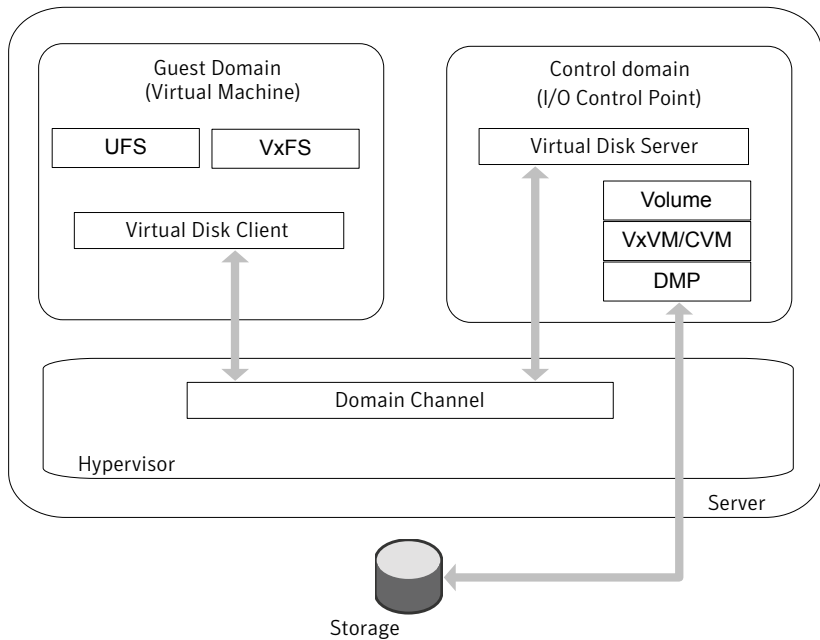 Guest Domain
(Virtual Machine)
UFS
VxFS
Virtual Disk Client
Control domain
(I/O Control Point)
Virtual Disk Server
Volume
VxVM/CVM
DMP
Domain Channel
Hypervisor
Server
Storage